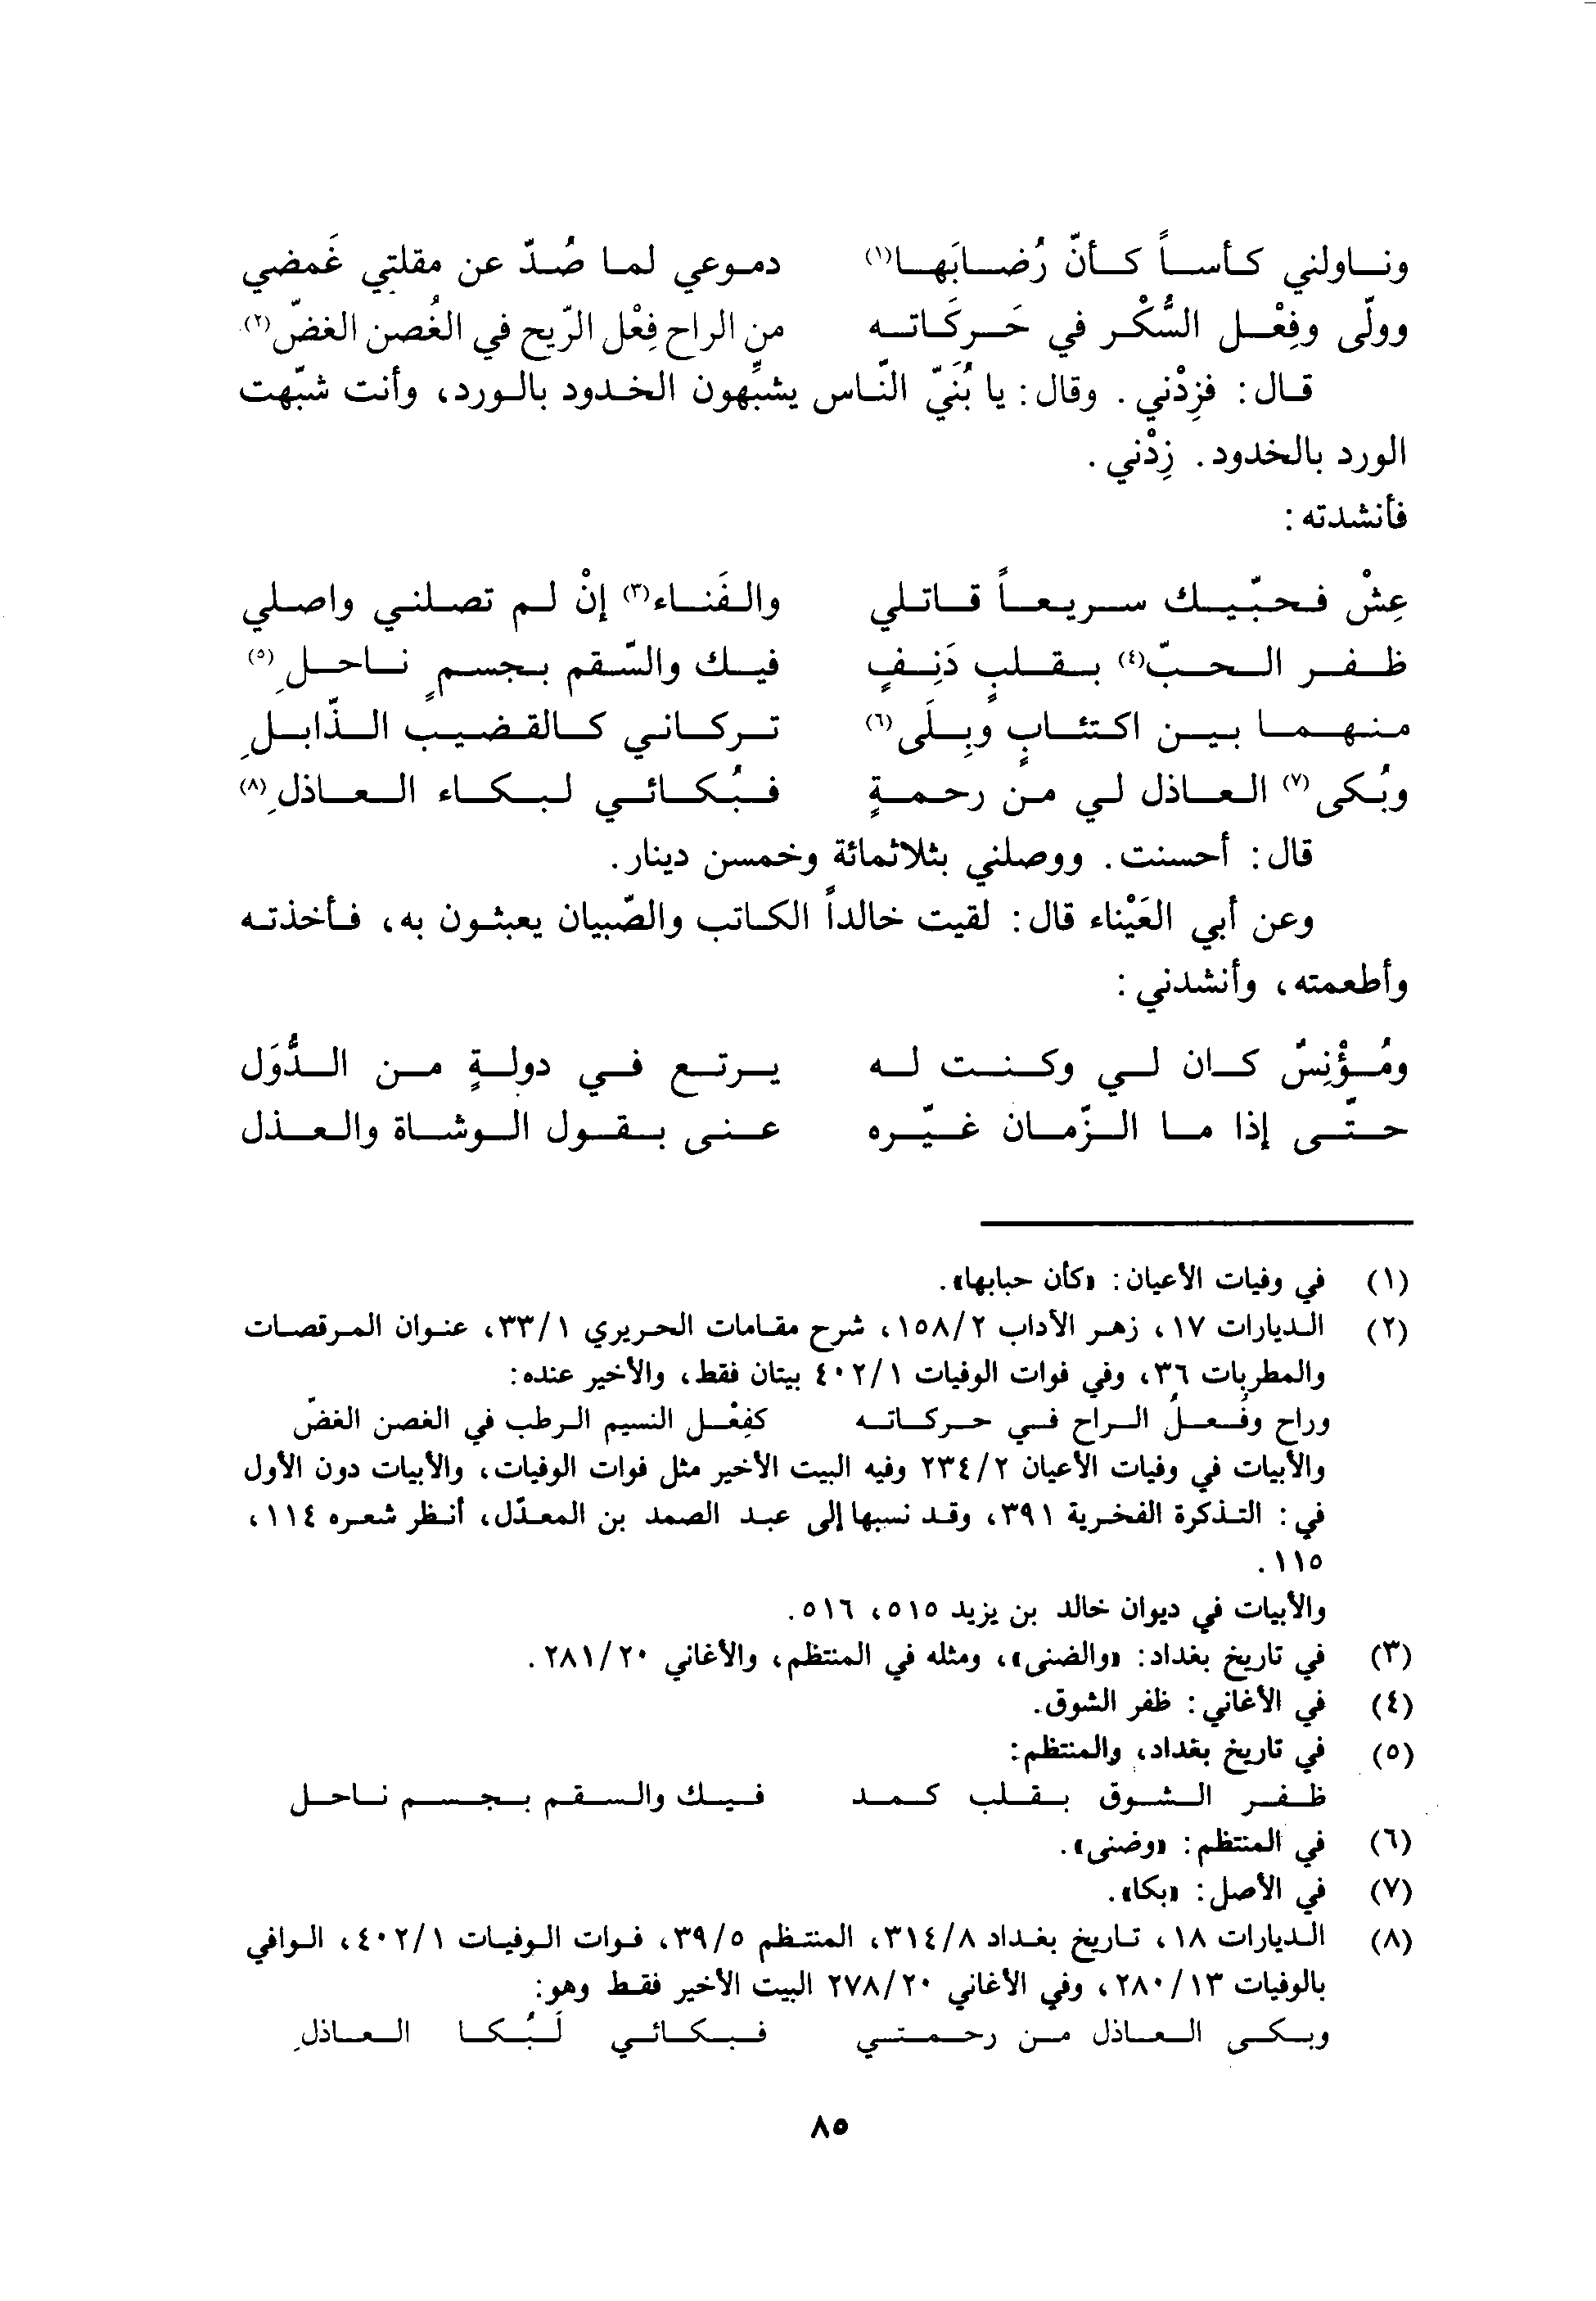 وناولني كأساً كأنّ رُضابَها(١) دموعي لما صُدّ عن مقلتي غَمضي
وولّى وفِعْل السُّكْر في حَركَاته من الراح فِعْل الرّيح في الغُصن الغضّ(٢)
قال: فزِدْني. وقال: يا بُنَيّ النّاس يشبِّهون الخدود بالورد، وأنت شبّهت
الورد بالخدود. زِدْني.
فأنشدته:
عِشْ فحبّيك سريعاً قاتلي والفَناء(٣) إنْ لم تصلني واصلي
ظفر الحبّ(٤) بقلبٍ دَنِفٍ فيك والسّقم بجسمٍ ناحلِ(٥)
منهما بين اكتئابٍ وبِلَى(٦) تركاني كالقضيب الذّابلِ
وبُكى(٧) العاذل لي من رحمةٍ فبُكائي لبكاء العاذلِ(٨)
قال: أحسنت. ووصلني بثلاثمائة وخمسن دينار.
وعن أبي العَيْناء قال: لقيت خالداً الكاتب والصّبيان يعبثون به، فأخذته
وأطعمته، وأنشدني:
ومُؤْنِسٌ كان لي وكنت له يرتع في دولةٍ من الدُّوَل
حتّى إذا ما الزّمان غيّره عنى بقول الوشاة والعذل
(١) في وفيات الأعيان: «كأن حبابها».
(٢) الديارات ١٧، زهر الأداب ١٥٨/٢، شرح مقامات الحريري ٣٣/١، عنوان المرقصات
والمطربات ٣٦، وفي فوات الوفيات ٤٠٢/١ بيتان فقط، والأخير عنده:
وراح وفُعلُ الراح في حركاته كفِعْل النسيم الرطب في الغصن الغضّ
والأبيات في وفيات الأعيان ٢٣٤/٢ وفيه البيت الأخير مثل فوات الوفيات، والأبيات دون الأول
في: التذكرة الفخرية ٣٩١، وقد نسبها إلى عبد الصمد بن المعذّل، أنظر شعره ١١٤،
١١٥.
والأبيات في ديوان خالد بن يزيد ٥١٥، ٥١٦.
(٣) في تاريخ بغداد: «والضنى»، ومثله في المنتظم، والأغاني ٢٨١/٢٠.
(٤) في الأغاني: ظفر الشوق.
(٥) في تاريخ بغداد، والمنتظم:
ظفر الشوق بقلب كمد فيك والسقم بجسم ناحل
(٦) في المنتظم: «وضنى».
(٧) في الأصل: «بكا».
(٨) الديارات ١٨، تاريخ بغداد ٣١٤/٨، المنتظم ٣٩/٥، فوات الوفيات ٤٠٢/١، الوافي
بالوفيات ٢٨٠/١٣، وفي الأغاني ٢٧٨/٢٠ البيت الأخير فقط وهو:
وبكى العاذل من رحمتي فبكائي لَبُكا العاذلِ
٨٥